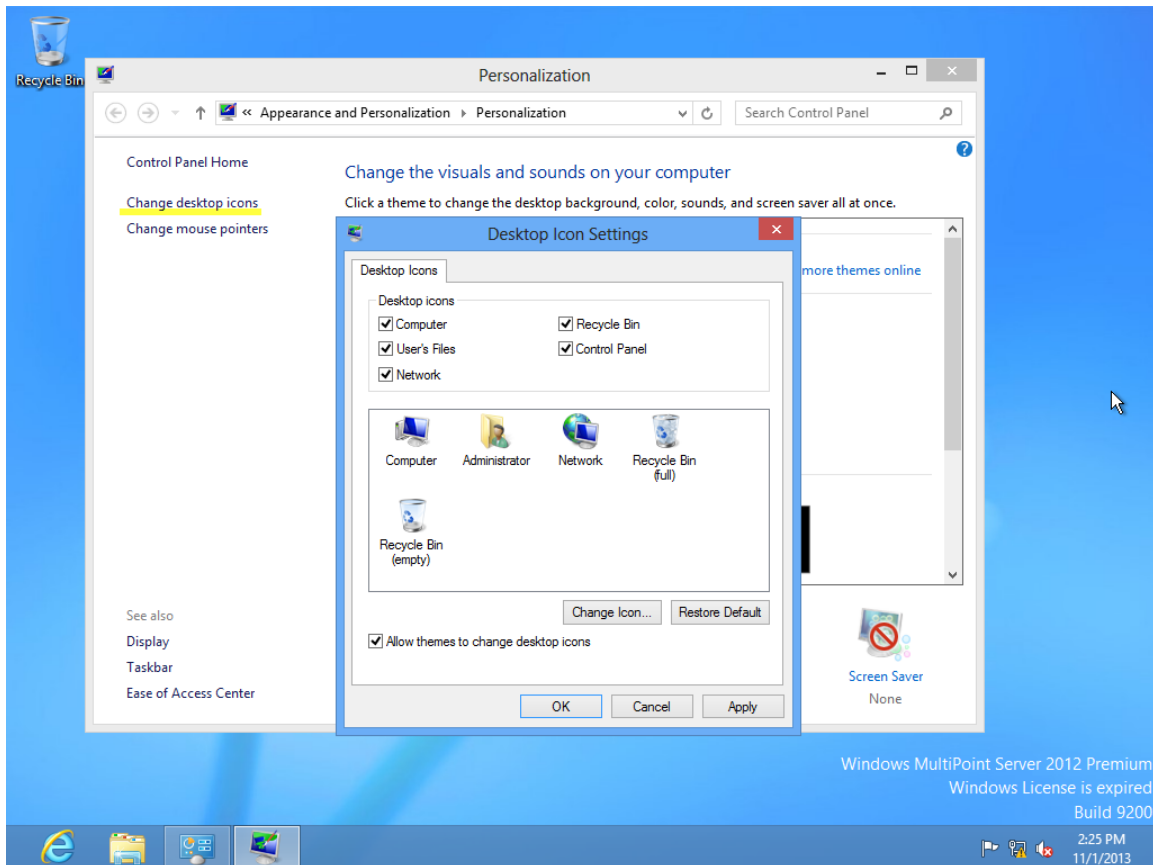 Recycle Bin
Personalization
« Appearance and Personalization Personalization
Search Control Panel
Control Panel Home
Change desktop icons
Change mouse pointers
Change the visuals and sounds on your computer
Click a theme to change the desktop background, color, sounds, and screen saver all at once.
more themes online
Desktop Icon Settings
Desktop Icons
Desktop icons
Computer
Recycle Bin
User's Files
Control Panel
Network
Computer
Administrator
Network
Recycle Bin
(full)
Recycle Bin
(empty)
Change Icon...
Restore Default
Allow themes to change desktop icons
OK
Cancel
Apply
See also
Display
Taskbar
Ease of Access Center
Screen Saver
None
Windows MultiPoint Server 2012 Premium
Windows License is expired
Build 9200
2:25 PM
11/1/2013